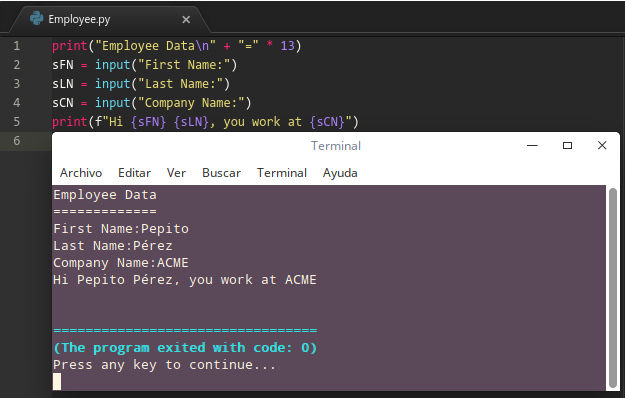 Employee.py
1 print("Employee Data\n" + "=" * 13)
2 sFN = input("First Name:")
3 sLN = input("Last Name:")
4 sCN = input("Company Name:")
5 print(f"Hi {sFN} {sLN}, you work at {sCN}")
6
Terminal
Archivo Editar Ver Buscar Terminal Ayuda
Employee Data
=============
First Name:Pepito
Last Name:Pérez
Company Name:ACME
Hi Pepito Pérez, you work at ACME
=================================
(The program exited with code: 0)
Press any key to continue...